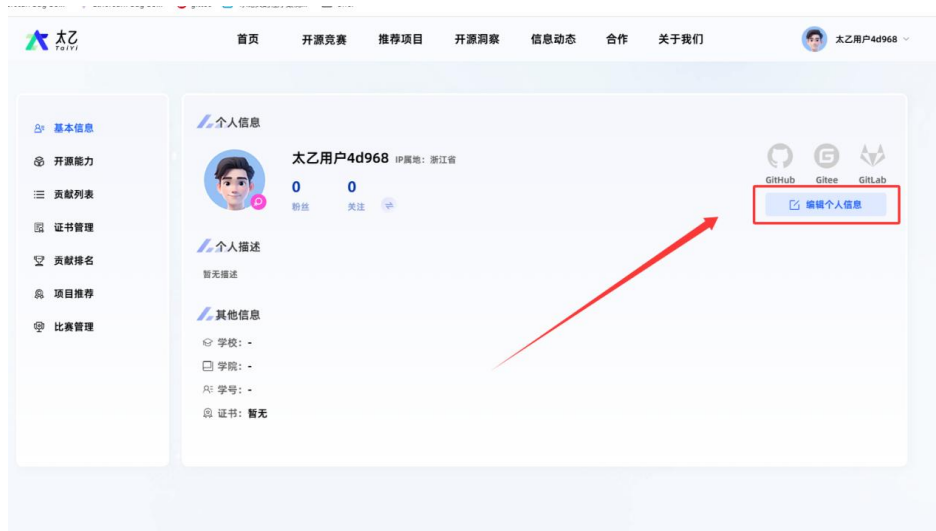 太乙
TaiYi
首页 开源竞赛 推荐项目 开源洞察 信息动态 合作 关于我们
太乙用户4d968
基本信息
开源能力
贡献列表
证书管理
贡献排名
项目推荐
比赛管理
个人信息
太乙用户4d968 IP属地：浙江省
0 0
粉丝 关注
GitHub Gitee GitLab
编辑个人信息
个人描述
暂无描述
其他信息
学校：-
学院：-
学号：-
证书：暂无